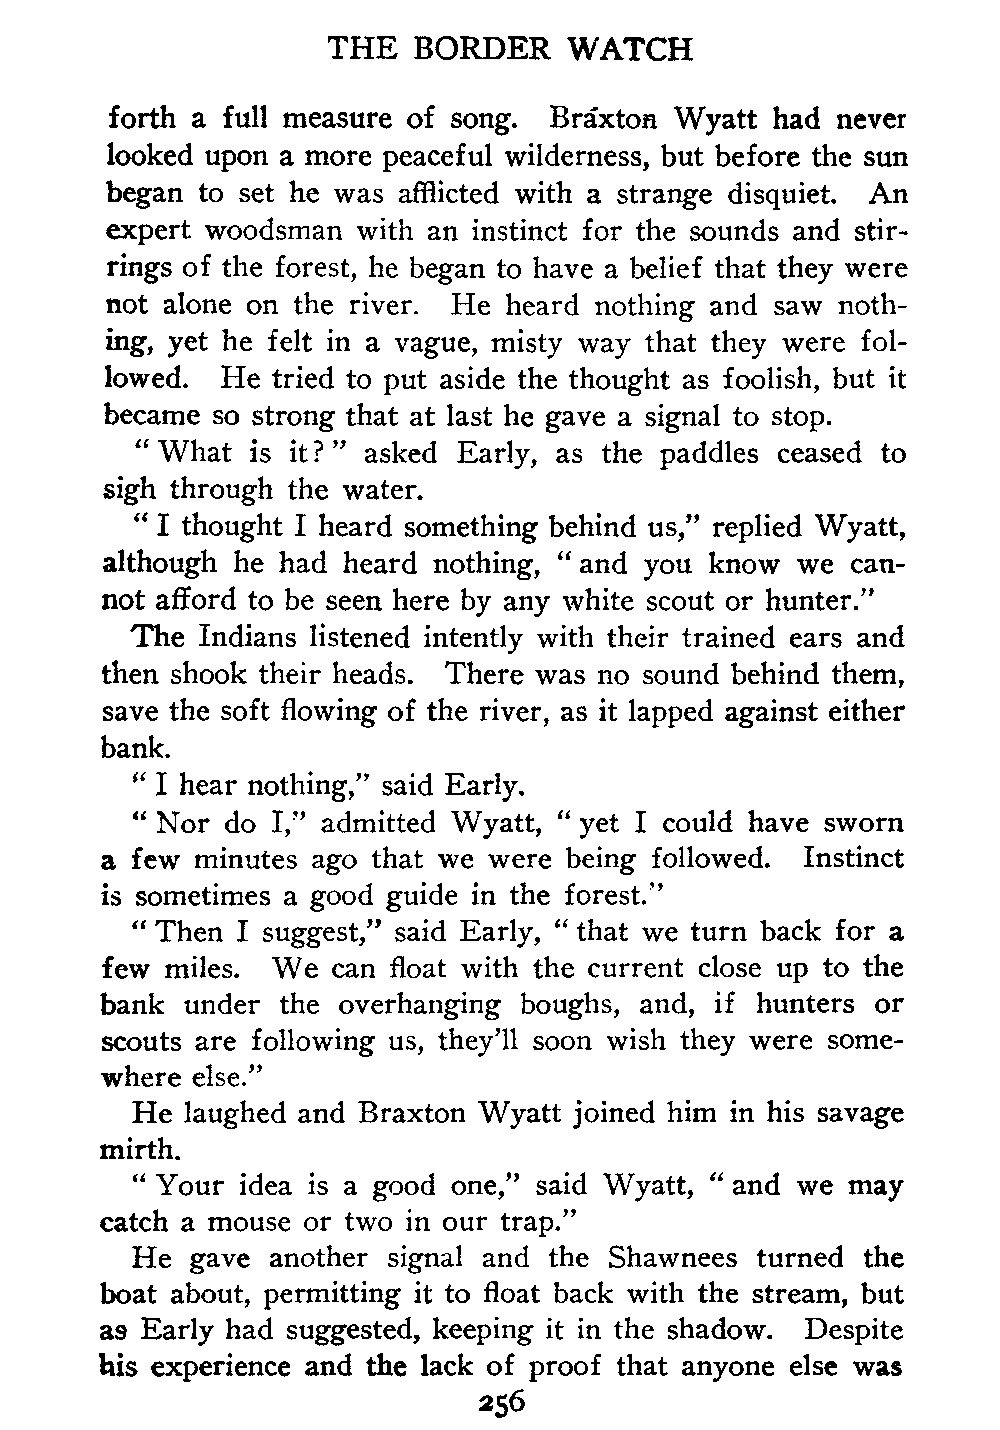 THE BORDER WATCH
forth a full measure of song. Braxton Wyatt had never
looked upon a more peaceful wilderness, but before the sun
began to set he was afflicted with a strange disquiet. An
expert woodsman with an instinct for the sounds and stir-
rings of the forest, he began to have a belief that they were
not alone on the river. He heard nothing and saw noth-
ing, yet he felt in a vague, misty way that they were fol-
lowed. He tried to put aside the thought as foolish, but it
became so strong that at last he gave a signal to stop.
“ What is it? ” asked Early, as the paddles ceased to
sigh through the water.
“ I thought I heard something behind us,” replied Wyatt,
although he had heard nothing, “ and you know we can-
not afford to be seen here by any white scout or hunter.”
The Indians listened intently with their trained ears and
then shook their heads. There was no sound behind them,
save the soft flowing of the river, as it lapped against either
bank.
“ I hear nothing,” said Early.
“ Nor do I,” admitted Wyatt, “ yet I could have sworn
a few minutes ago that we were being followed. Instinct
is sometimes a good guide in the forest.”
“ Then I suggest,” said Early, “ that we turn back for a
few miles. We can float with the current close up to the
bank under the overhanging boughs, and, if hunters or
scouts are following us, they’ll soon wish they were some-
where else.”
He laughed and Braxton Wyatt joined him in his savage
mirth.
“ Your idea is a good one,” said Wyatt, “ and we may
catch a mouse or two in our trap.”
He gave another signal and the Shawnees turned the
boat about, permitting it to float back with the stream, but
as Early had suggested, keeping it in the shadow. Despite
his experience and the lack of proof that anyone else was
256